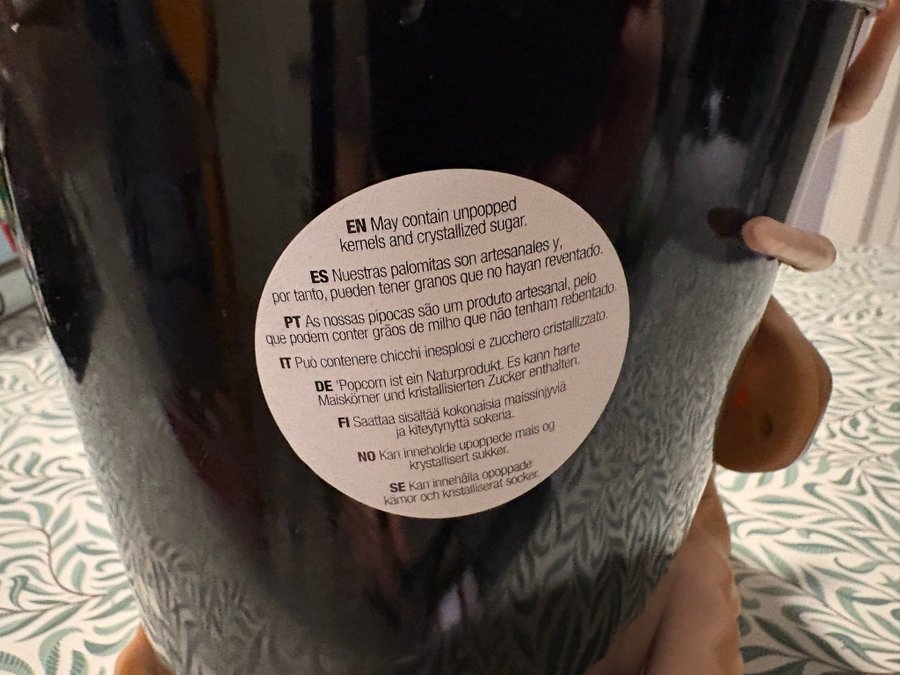 EN May contain unpopped
kernels and crystallized sugar.
ES Nuestras palomitas son artesanales y,
por tanto, pueden tener granos que no hayan reventado.
PT As nossas pipocas são um produto artesanal, pelo
que podem conter grãos de milho que não tenham rebentado.
IT Può contenere chicchi inesplosi e zucchero cristallizzato.
DE 'Popcorn ist ein Naturprodukt. Es kann harte
Maiskörner und kristallisierten Zucker enthalten.
FI Saattaa sisältää kokonaisia maissinjyviä
ja kiteytynyttä sokeria.
NO Kan inneholde upoppede mais og
krystallisert sukker.
SE Kan innehålla opoppade
kärnor och kristalliserat socker.